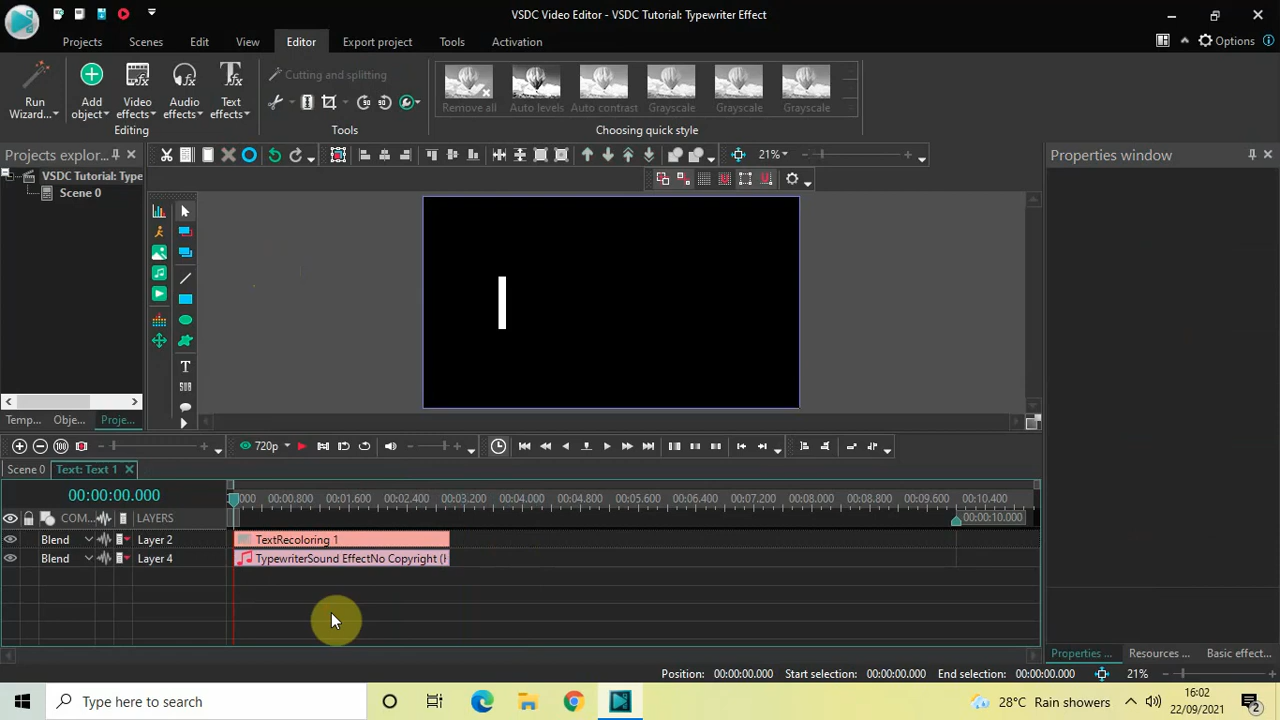 VSDC Video Editor - VSDC Tutorial: Typewriter Effect
Projects Scenes Edit View Editor Export project Tools Activation Options
Run Wizard... Add object Video effects Audio effects Text effects
Cutting and splitting
Remove all Auto levels Auto contrast Grayscale Grayscale Grayscale
Editing Tools Choosing quick style
Projects explor... 21% Properties window
VSDC Tutorial: Type
Scene 0
T
Temp... Obje... Proje...
720p
Scene 0 Text: Text 1
00:00:00.000
000 00:00.800 00:01.600 00:02.400 00:03.200 00:04.000 00:04.800 00:05.600 00:06.400 00:07.200 00:08.800 00:09.600 00:10.400
00:00:10.000
COM... LAYERS
Blend Layer 2 TextRecoloring 1
Blend Layer 4 TypewriterSound EffectNo Copyright (
Properties ... Resources ... Basic effect...
Position: 00:00:00.000 Start selection: 00:00:00.000 End selection: 00:00:00.000 21%
Type here to search
28°C Rain showers
16:02
22/09/2021
2